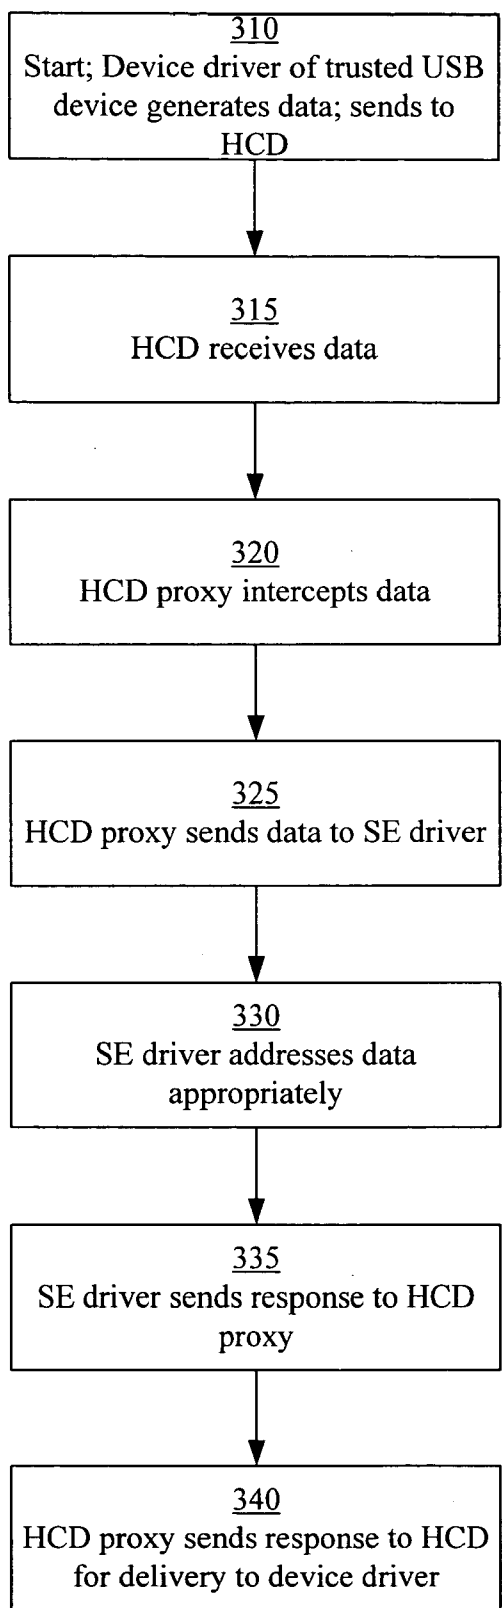 310
Start; Device driver of trusted USB
device generates data; sends to
HCD
315
HCD receives data
320
HCD proxy intercepts data
325
HCD proxy sends data to SE driver
330
SE driver addresses data
appropriately
335
SE driver sends response to HCD
proxy
340
HCD proxy sends response to HCD
for delivery to device driver